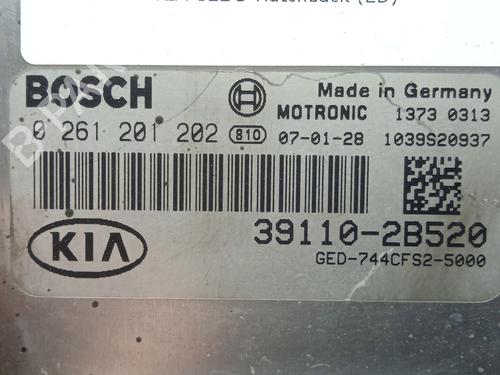 BOSCH
Made in Germany
MOTRONIC 1373 0313
0 261 201 202 810 07-01-28 1039S20937
KIA
39110-2B520
GED-744CFS2-5000